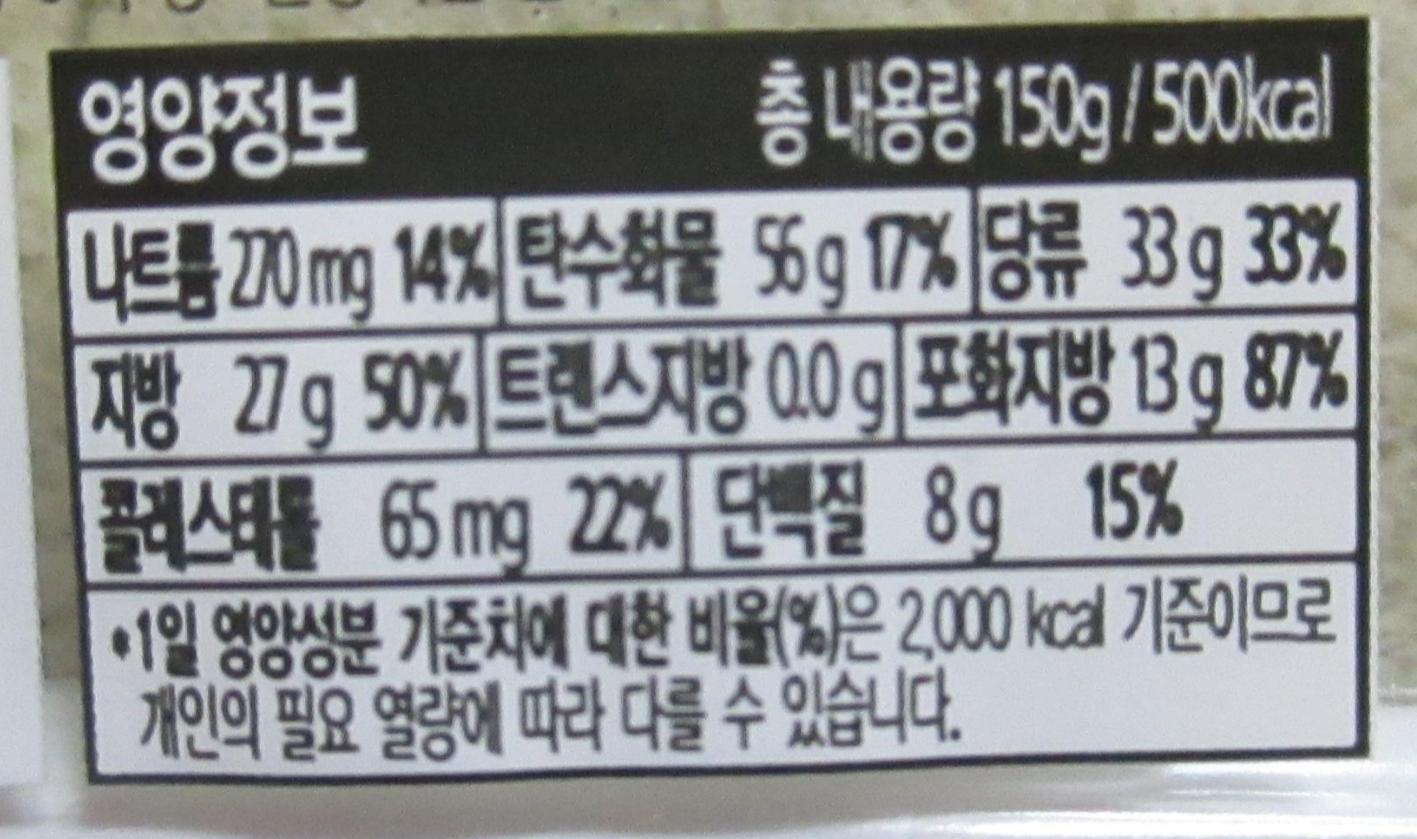 영양정보 총 내용량 150g / 500kcal
나트륨 270 mg 14% 탄수화물 56 g 17% 당류 33 g 33%
지방 27 g 50% 트랜스지방 0.0 g 포화지방 13 g 87%
콜레스테롤 65 mg 22% 단백질 8 g 15%
•1일 영양성분 기준치에 대한 비율(%)은 2,000 kcal 기준이므로
개인의 필요 열량에 따라 다를 수 있습니다.